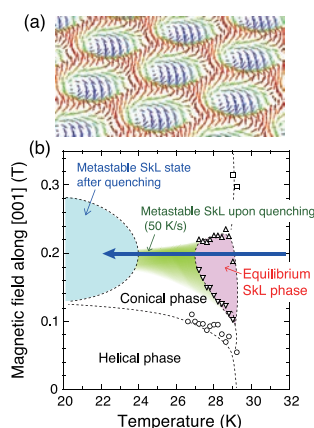 (a)
(b)
Magnetic field along [001] (T)
0.3
0.2
0.1
0
Metastable SkL state
after quenching
Metastable SkL upon quenching
(50 K/s)
Equilibrium
SkL phase
Conical phase
Helical phase
20 22 24 26 28 30 32
Temperature (K)